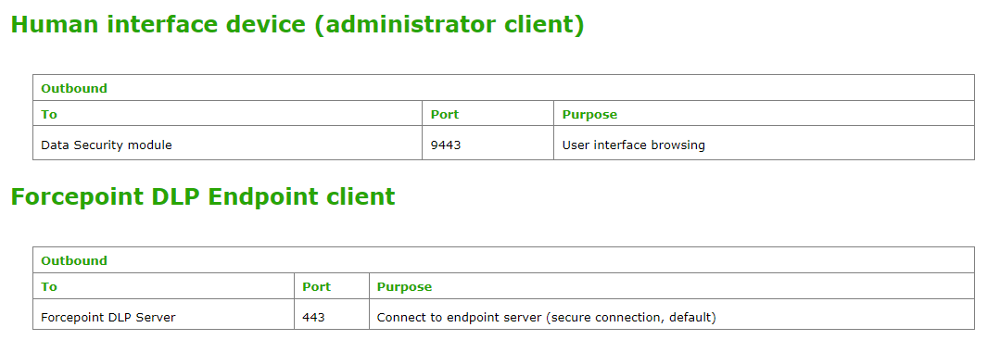 Human interface device (administrator client)
Outbound
To Port Purpose
Data Security module 9443 User interface browsing
Forcepoint DLP Endpoint client
Outbound
To Port Purpose
Forcepoint DLP Server 443 Connect to endpoint server (secure connection, default)